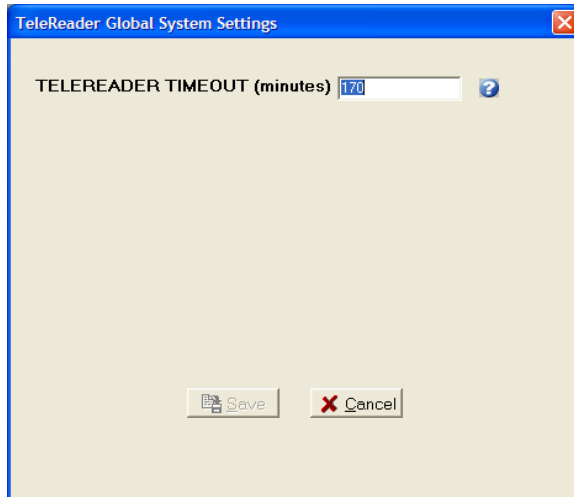 TeleReader Global System Settings
TELEREADER TIMEOUT (minutes) 170
Save Cancel